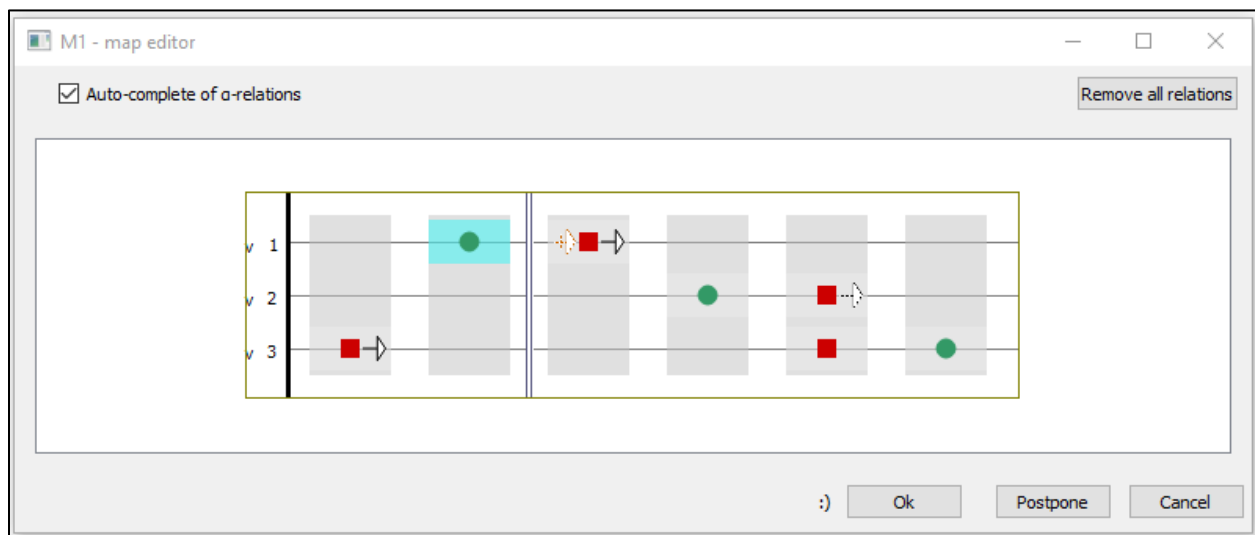 M1 - map editor
Auto-complete of α-relations
Remove all relations
v 1
v 2
v 3
:) Ok Postpone Cancel